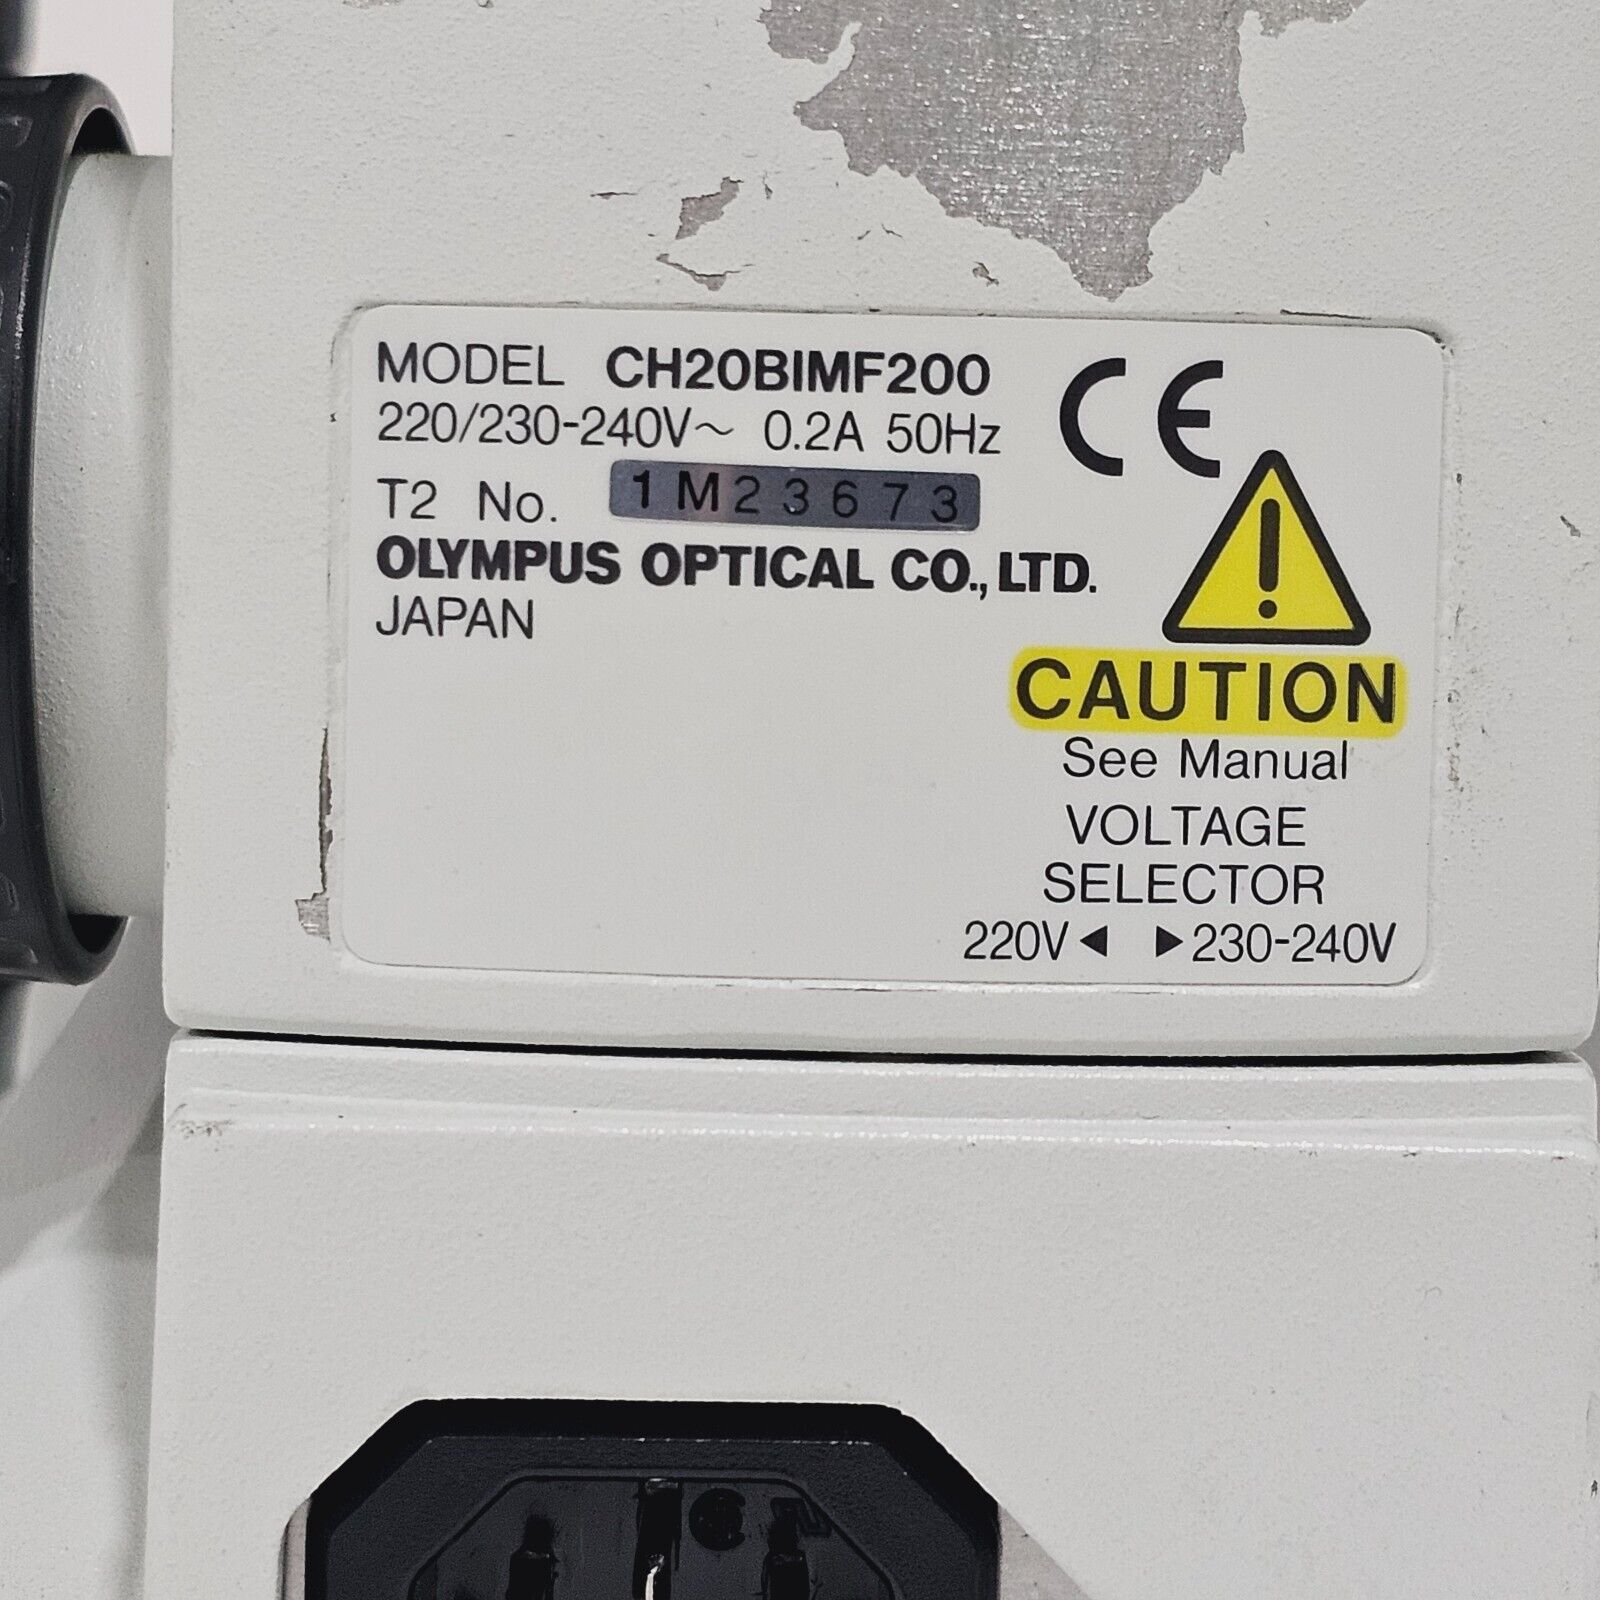 MODEL CH20BIMF200
220/230-240V~ 0.2A 50Hz
T2 No. 1M23673
OLYMPUS OPTICAL CO., LTD.
JAPAN
CE
CAUTION
See Manual
VOLTAGE
SELECTOR
220V◄ ►230-240V